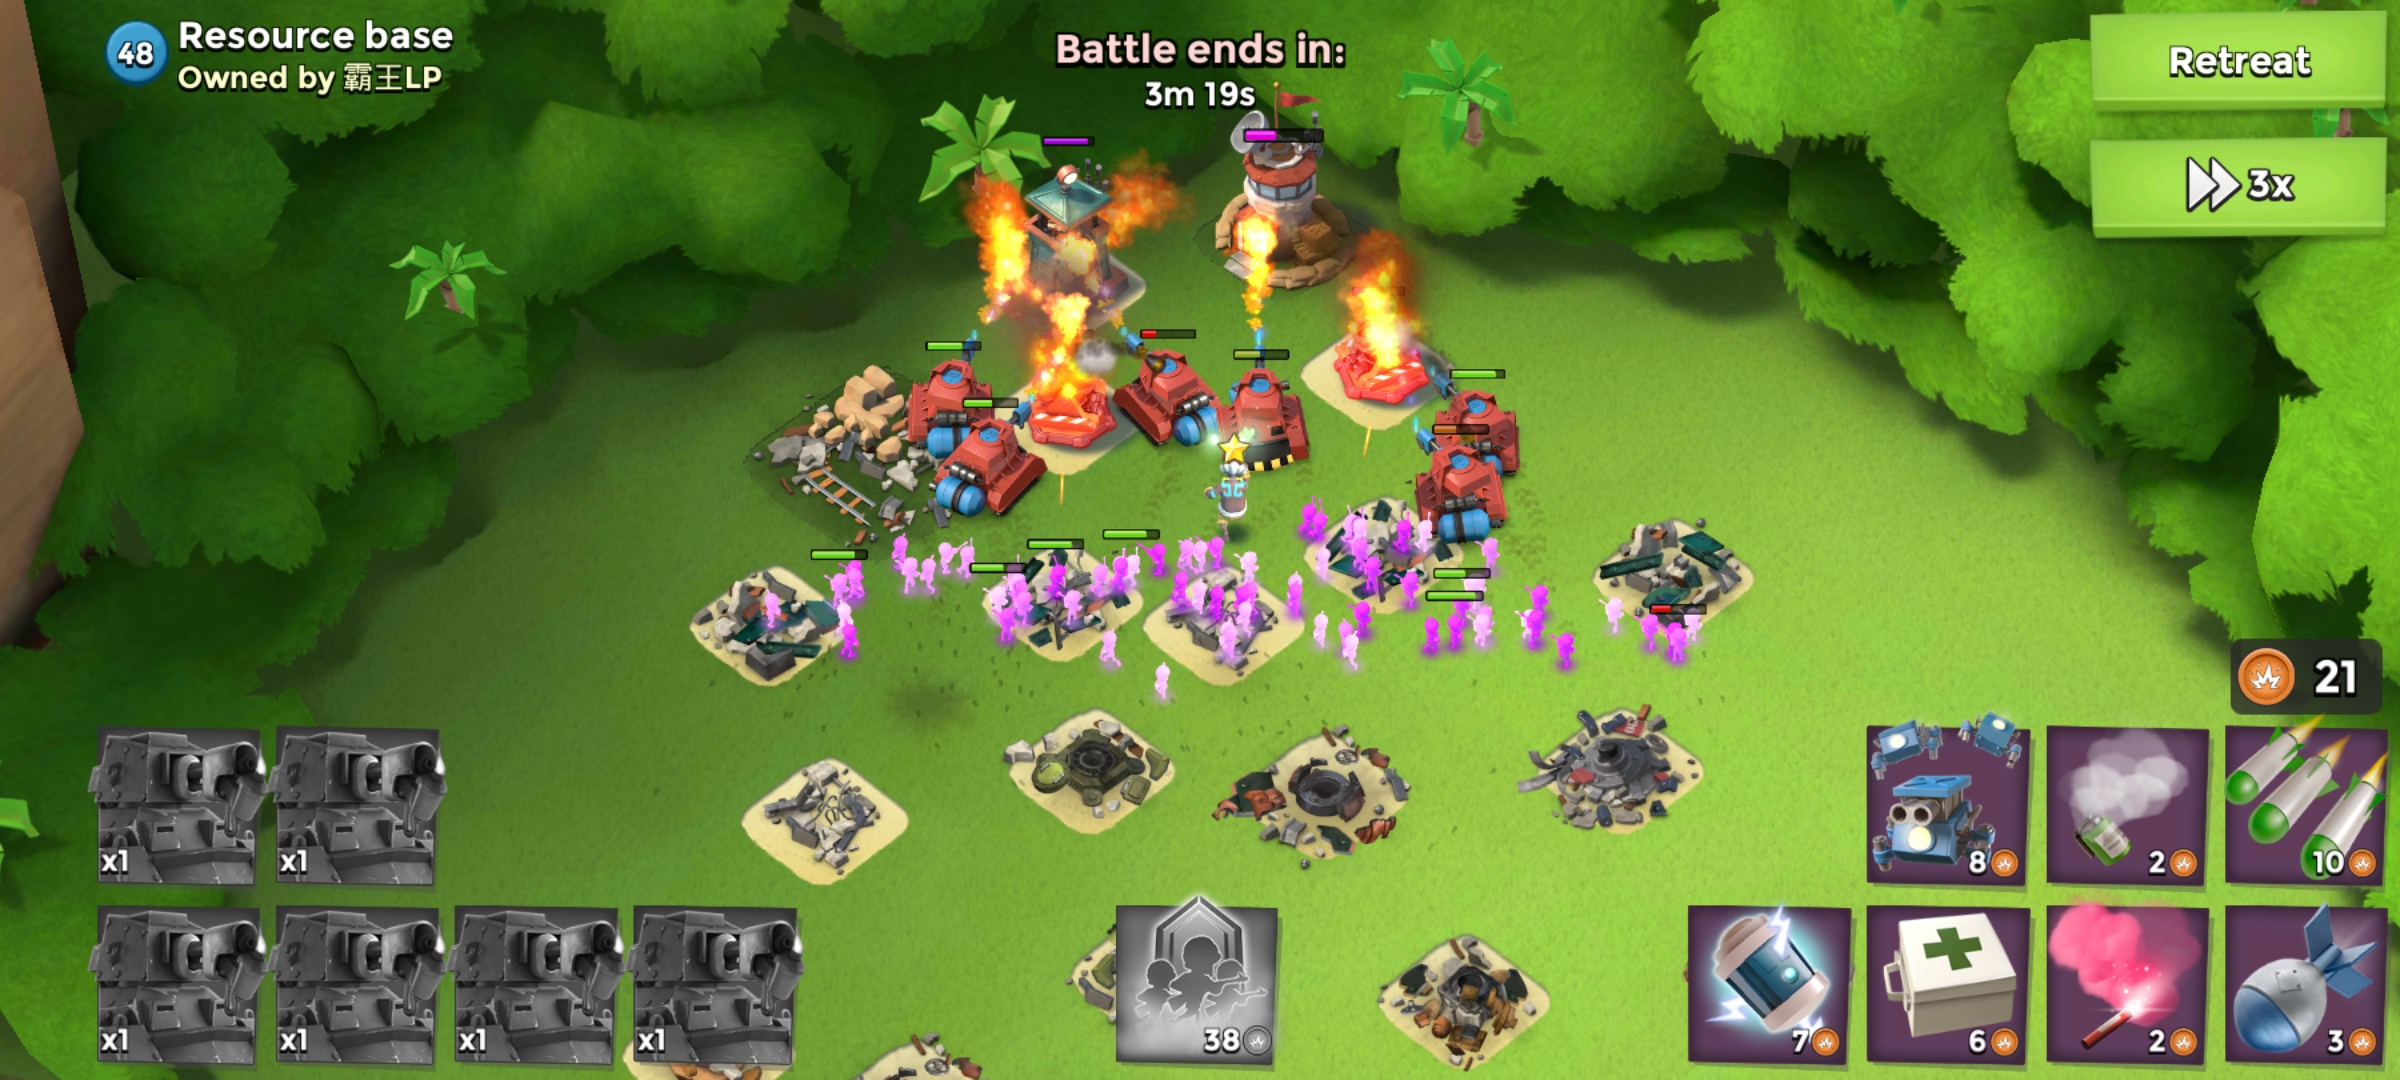 48
Resource base
Owned by 霸王LP
Battle ends in:
3m 19s
Retreat
3x
21
x1
x1
8
2
10
x1
x1
x1
x1
38
7
6
2
3